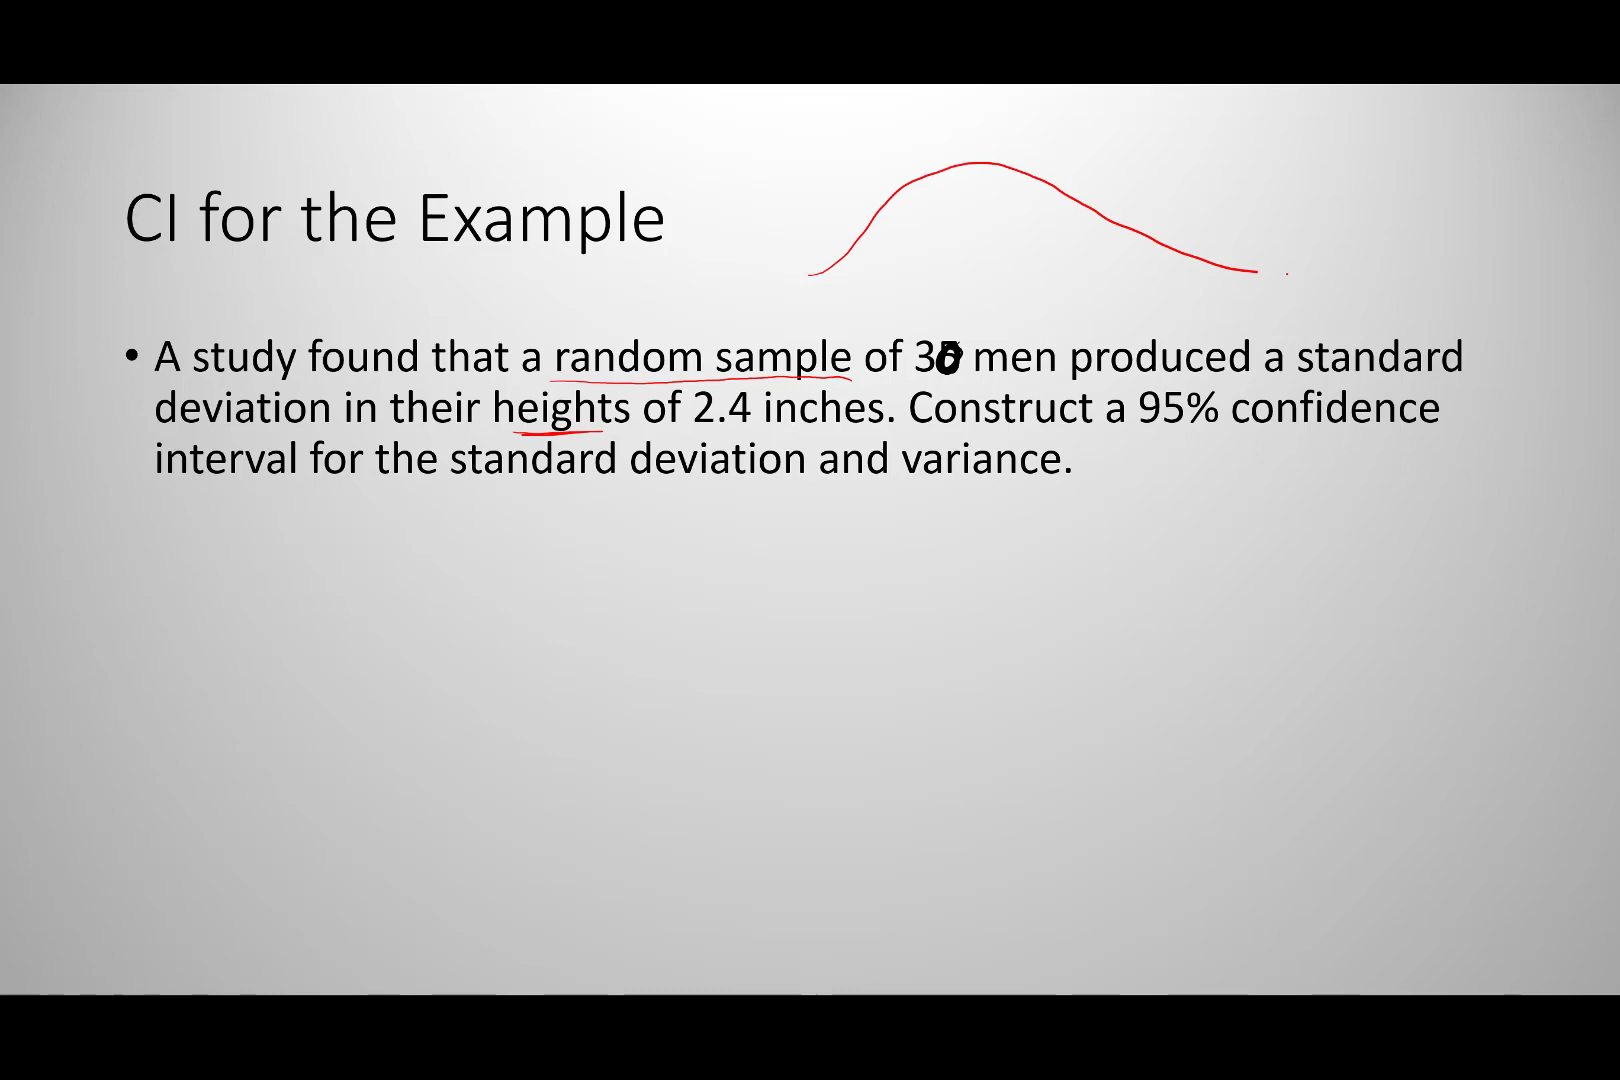 CI for the Example
• A study found that a random sample of men produced a standard
deviation in their heights of 2.4 inches. Construct a 95% confidence
interval for the standard deviation and variance.